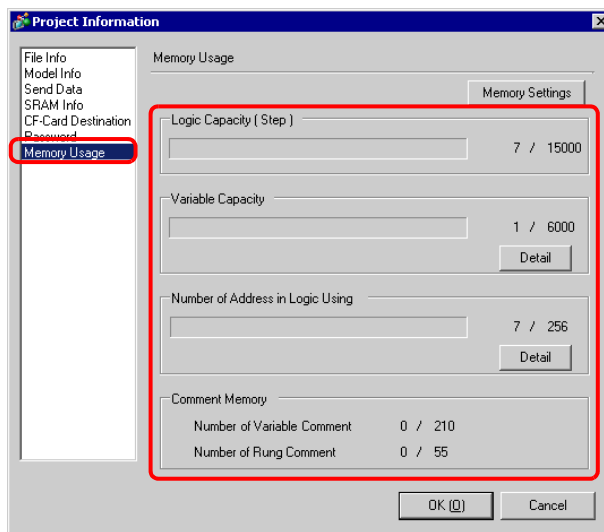 Project Information
File Info
Model Info
Send Data
SRAM Info
CF-Card Destination
Password
Memory Usage
Memory Usage
Memory Settings
Logic Capacity ( Step )
7 / 15000
Variable Capacity
1 / 6000
Detail
Number of Address in Logic Using
7 / 256
Detail
Comment Memory
Number of Variable Comment 0 / 210
Number of Rung Comment 0 / 55
OK (O) Cancel